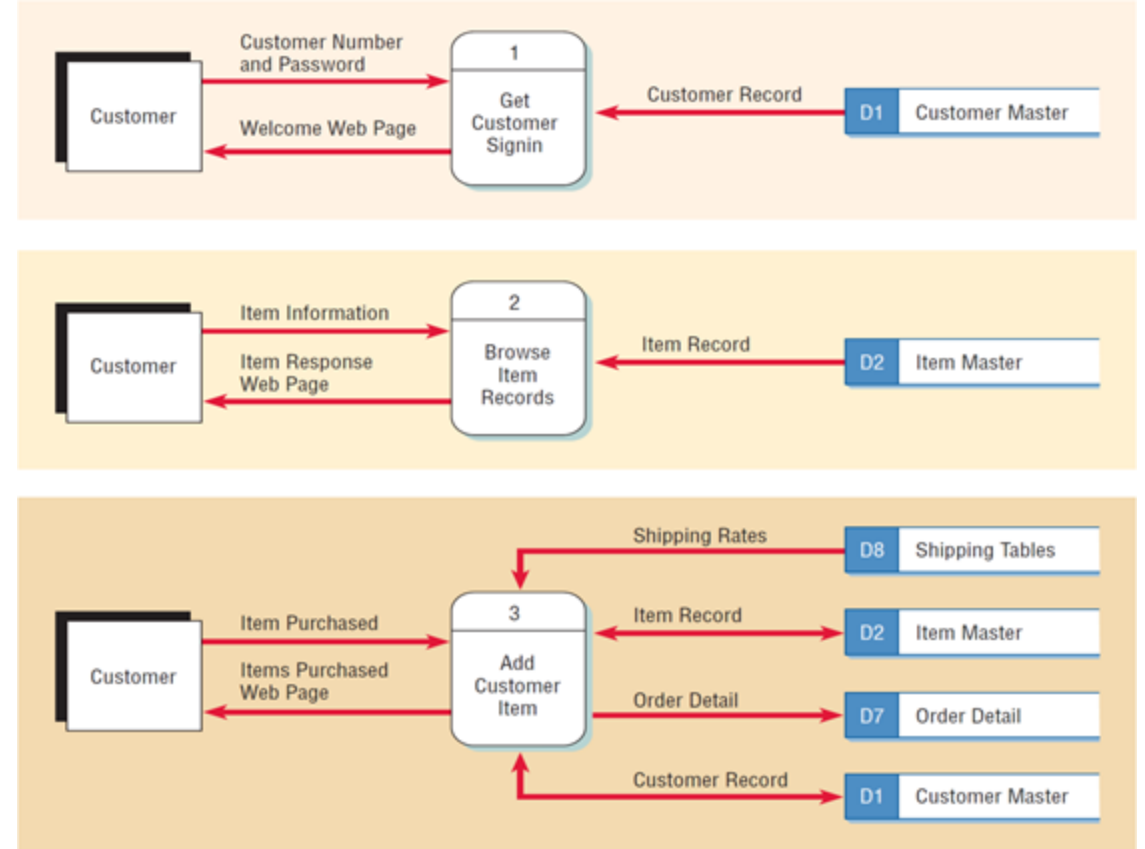 Customer Number
and Password
1
Customer
Get
Customer
Signin
Customer Record
D1 Customer Master
Welcome Web Page
Item Information
2
Customer
Item Response
Web Page
Browse
Item
Records
Item Record
D2 Item Master
Shipping Rates
D8 Shipping Tables
Item Purchased
3
Customer
Items Purchased
Web Page
Add
Customer
Item
Item Record
D2 Item Master
Order Detail
D7 Order Detail
Customer Record
D1 Customer Master